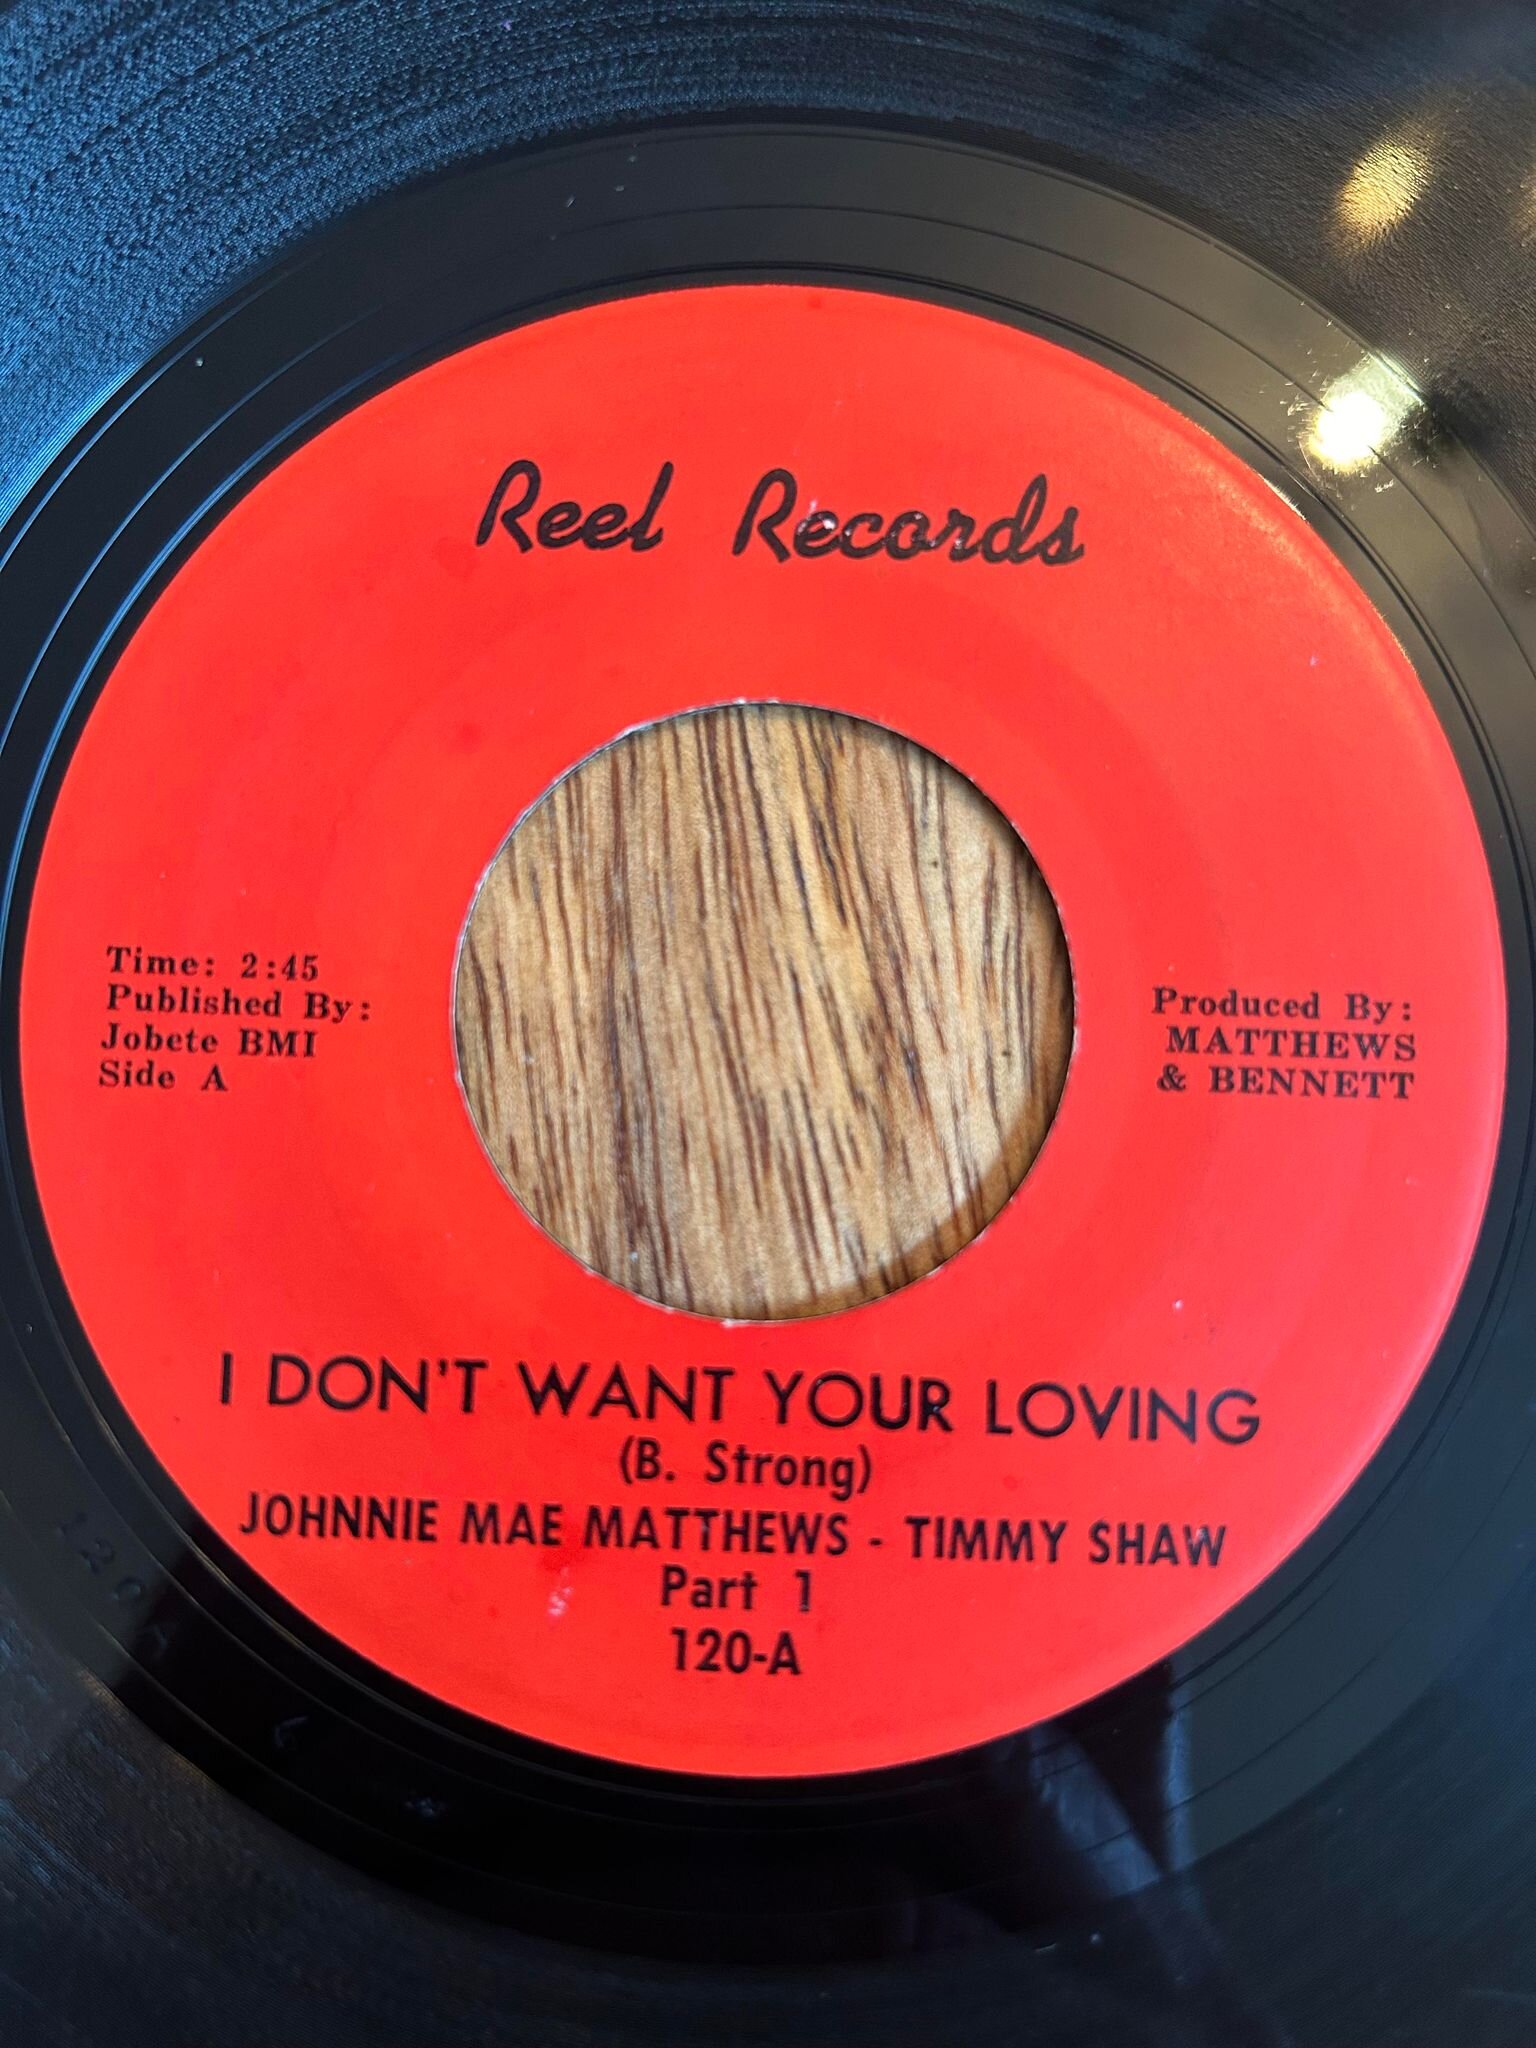 Reel Records
Time: 2:45
Published By:
Jobete BMI
Side A
Produced By:
MATTHEWS
& BENNETT
I DON'T WANT YOUR LOVING
(B. Strong)
JOHNNIE MAE MATTHEWS - TIMMY SHAW
Part 1
120-A